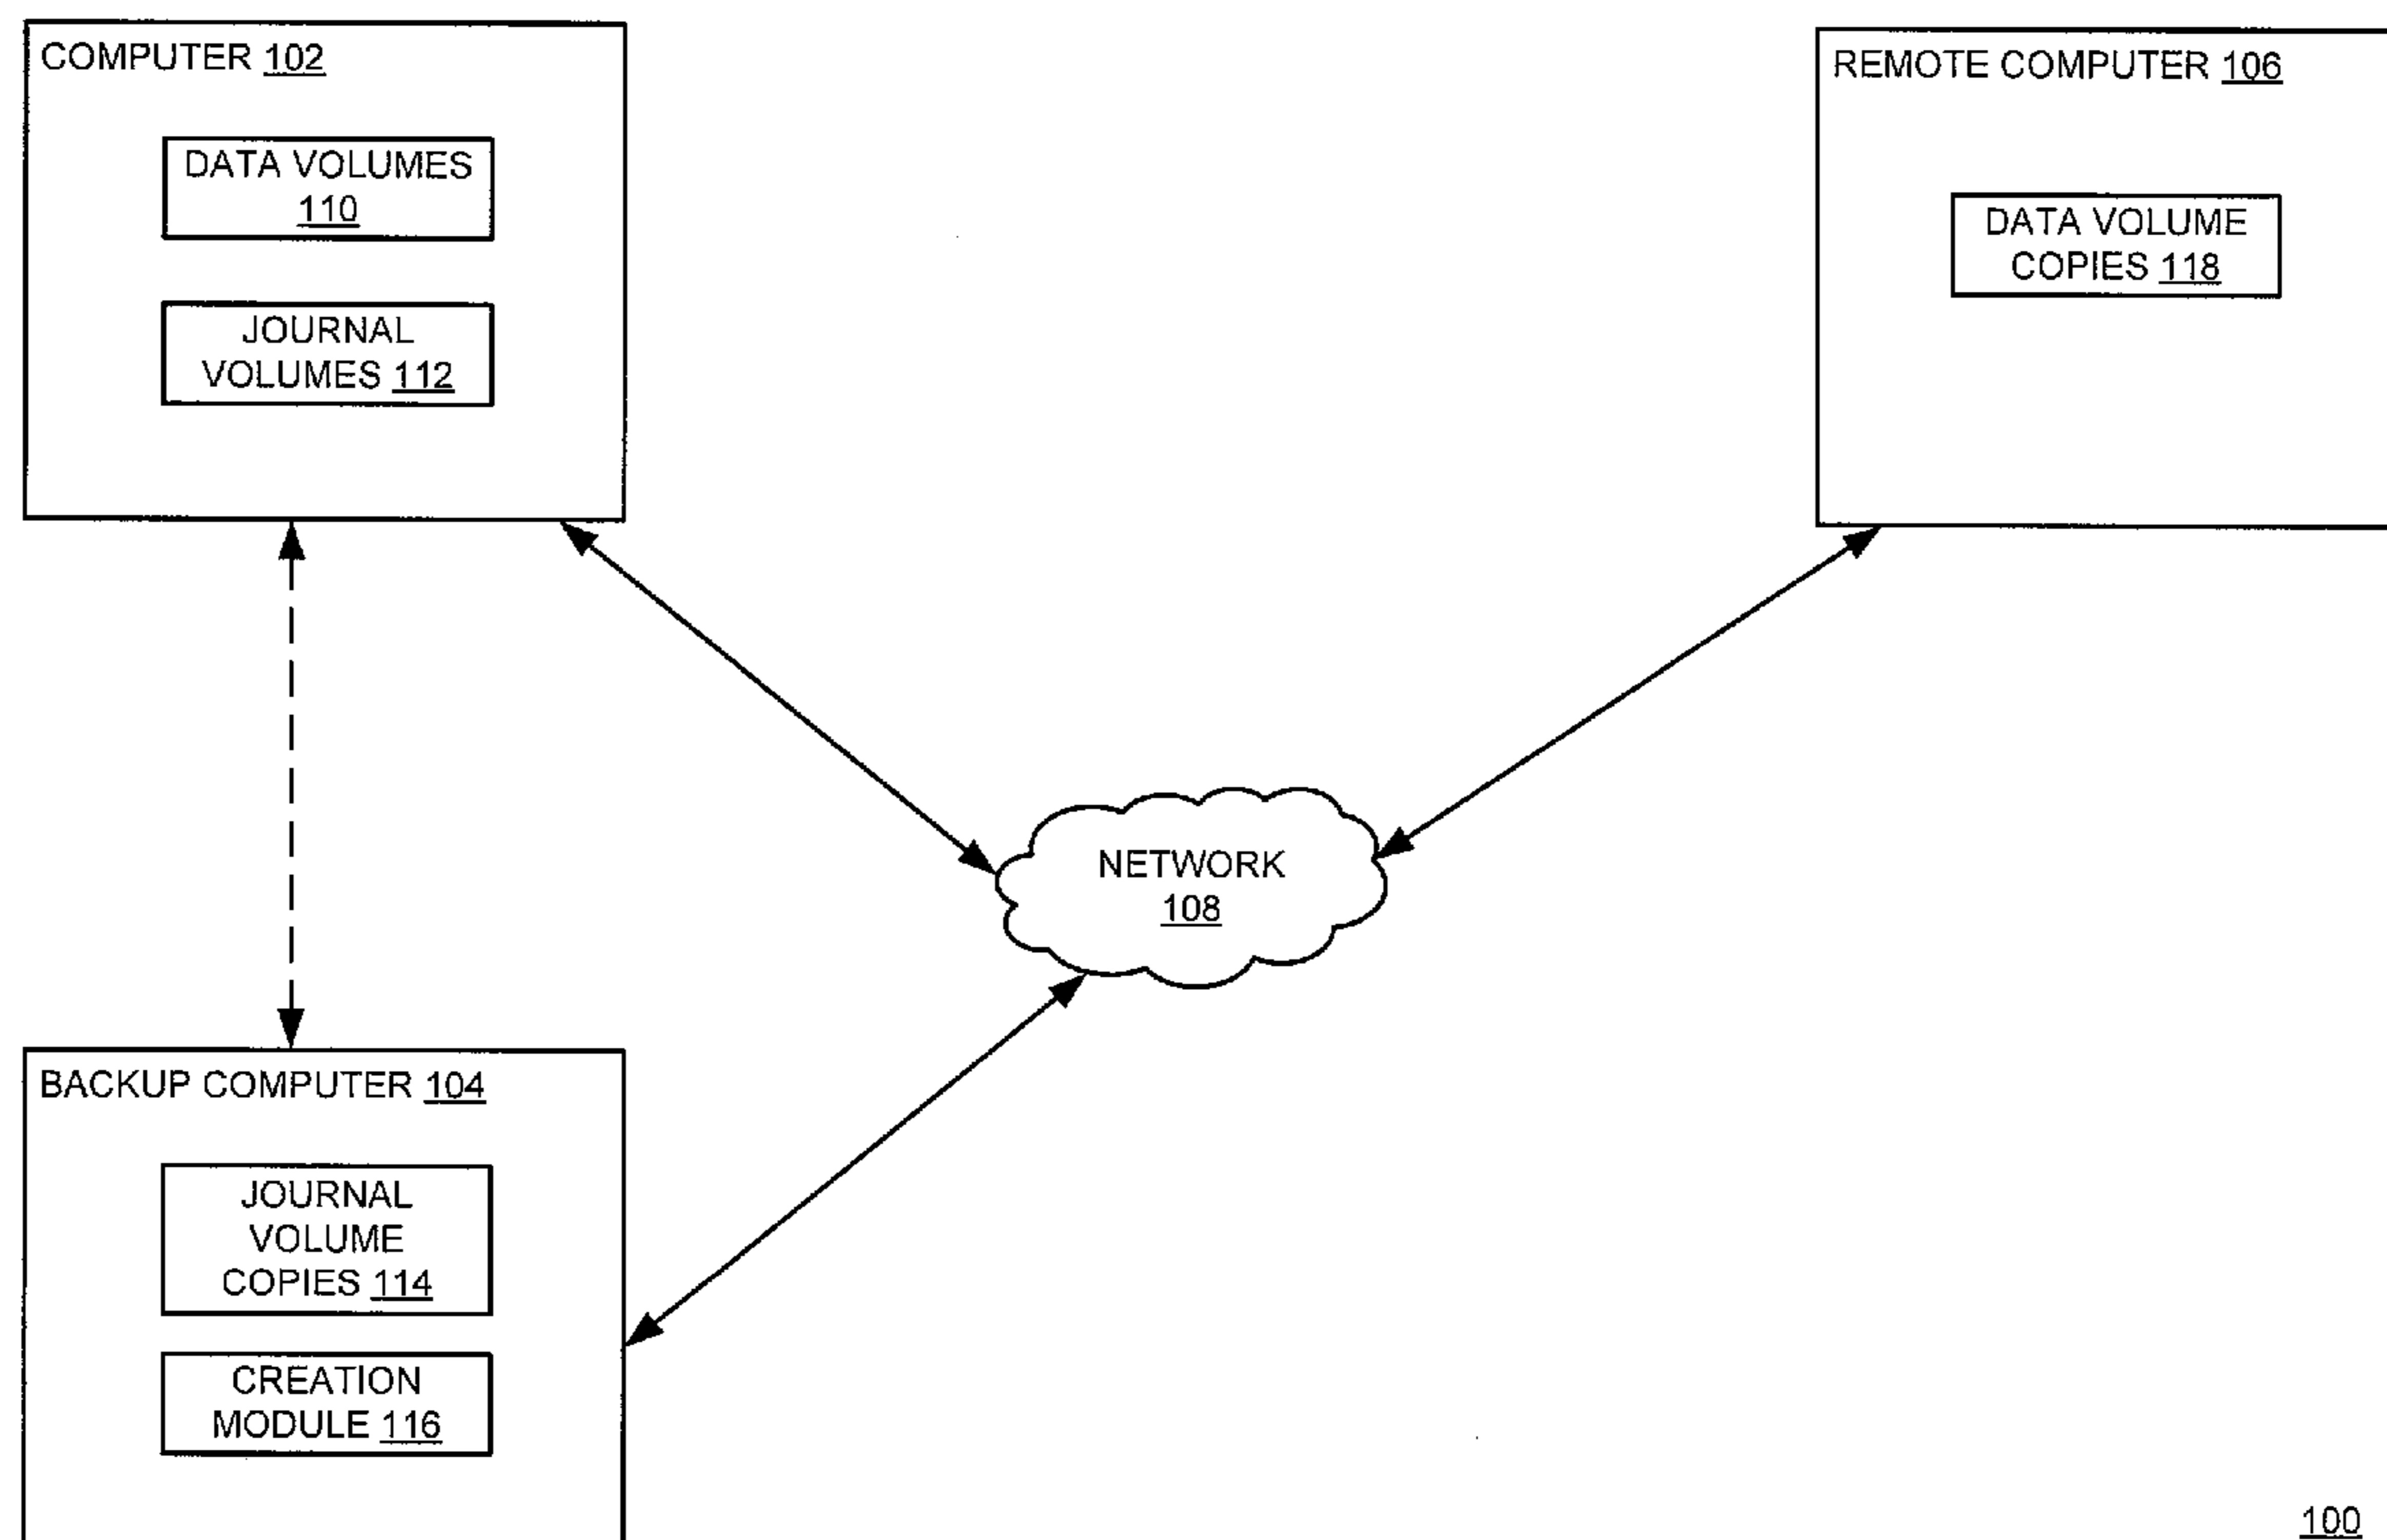 COMPUTER 102
DATA VOLUMES
110
JOURNAL
VOLUMES 112
REMOTE COMPUTER 106
DATA VOLUME
COPIES 118
NETWORK
108
BACKUP COMPUTER 104
JOURNAL
VOLUME
COPIES 114
CREATION
MODULE 116
100